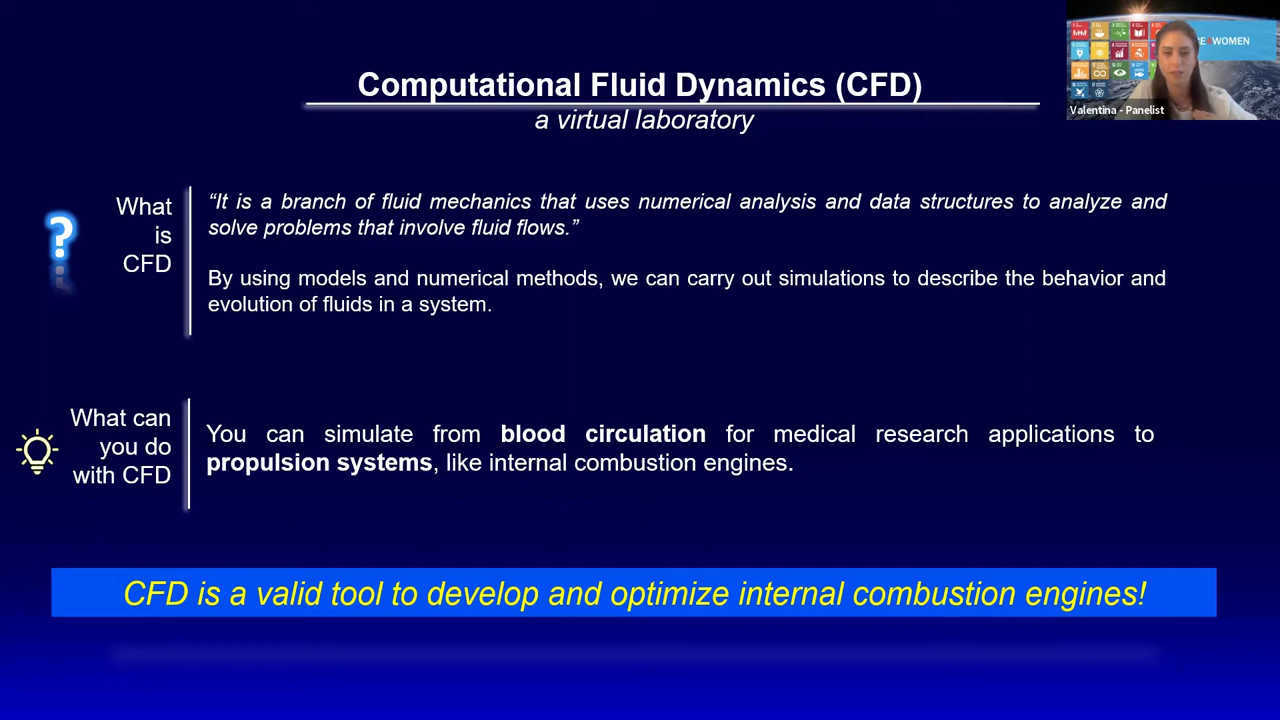 Computational Fluid Dynamics (CFD)
a virtual laboratory
What
is
CFD
“It is a branch of fluid mechanics that uses numerical analysis and data structures to analyze and
solve problems that involve fluid flows.”
By using models and numerical methods, we can carry out simulations to describe the behavior and
evolution of fluids in a system.
What can
you do
with CFD
You can simulate from blood circulation for medical research applications to
propulsion systems, like internal combustion engines.
CFD is a valid tool to develop and optimize internal combustion engines!
WOMEN
Valentina - Panelist